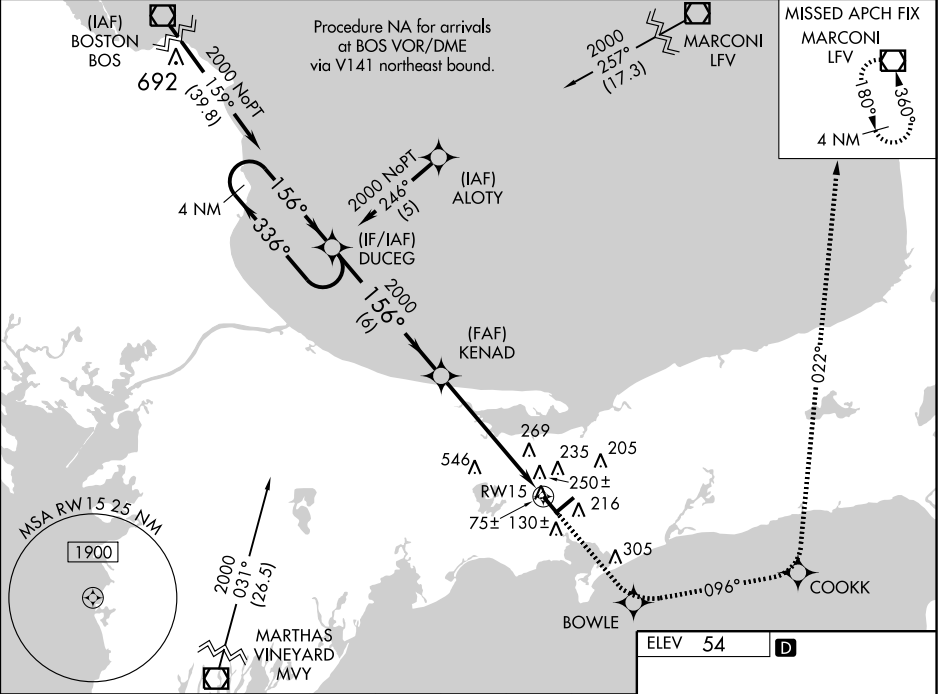 (IAF)
BOSTON
BOS
692
2000 NoPT
159°
(39.8)
Procedure NA for arrivals
at BOS VOR/DME
via V141 northeast bound.
2000
257°
(17.3)
MARCONI
LFV
MISSED APCH FIX
MARCONI
LFV
180°
360°
4 NM
4 NM
156°
336°
2000 NoPT
246°
(5)
(IAF)
ALOTY
(IF/IAF)
DUCEG
2000
156°
(6)
(FAF)
KENAD
022°
269
546
235
205
250±
RW15
216
75±
130±
305
096°
COOKK
BOWLE
MSA RW15 25 NM
1900
2000
031°
(26.5)
MARTHAS
VINEYARD
MVY
ELEV 54 D